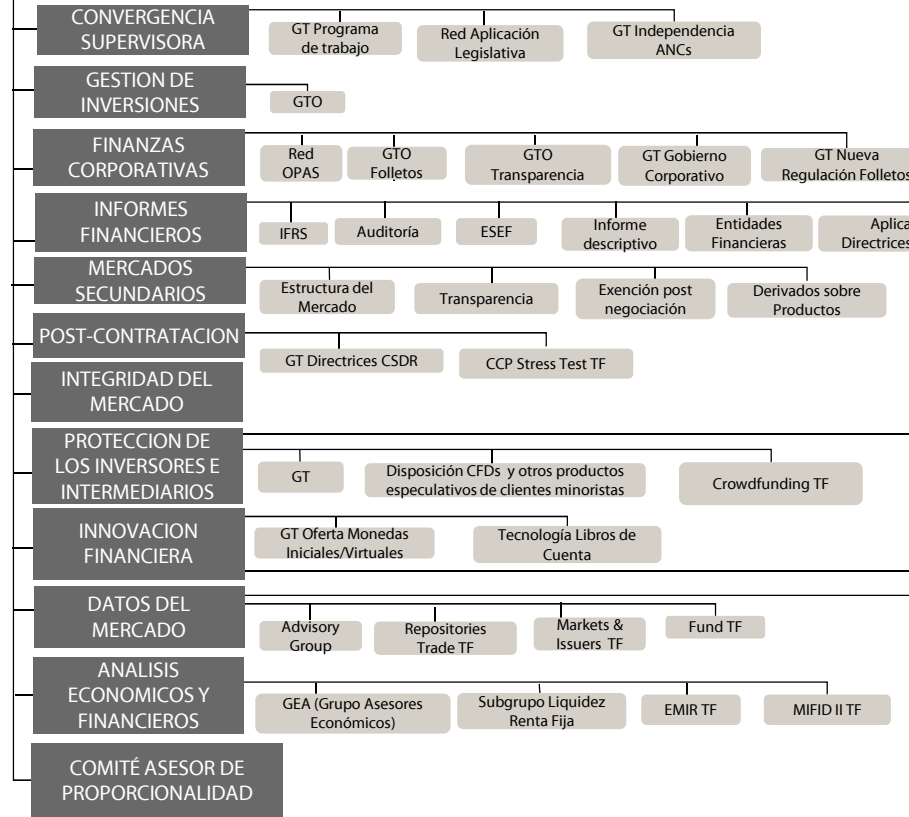 CONVERGENCIA
SUPERVISORA
GT Programa
de trabajo
Red Aplicación
Legislativa
GT Independencia
ANCs
GESTION DE
INVERSIONES
GTO
FINANZAS
CORPORATIVAS
Red
OPAS
GTO
Folletos
GTO
Transparencia
GT Gobierno
Corporativo
GT Nueva
Regulación Folletos
INFORMES
FINANCIEROS
IFRS
Auditoría
ESEF
Informe
descriptivo
Entidades
Financieras
Aplica
Directrices
MERCADOS
SECUNDARIOS
Estructura del
Mercado
Transparencia
Exención post
negociación
Derivados sobre
Productos
POST-CONTRATACION
GT Directrices CSDR
CCP Stress Test TF
INTEGRIDAD DEL
MERCADO
PROTECCION DE
LOS INVERSORES E
INTERMEDIARIOS
GT
Disposición CFDs y otros productos
especulativos de clientes minoristas
Crowdfunding TF
INNOVACION
FINANCIERA
GT Oferta Monedas
Iniciales/Virtuales
Tecnología Libros de
Cuenta
DATOS DEL
MERCADO
Advisory
Group
Repositories
Trade TF
Markets &
Issuers TF
Fund TF
ANALISIS
ECONOMICOS Y
FINANCIEROS
GEA (Grupo Asesores
Económicos)
Subgrupo Liquidez
Renta Fija
EMIR TF
MIFID II TF
COMITÉ ASESOR DE
PROPORCIONALIDAD